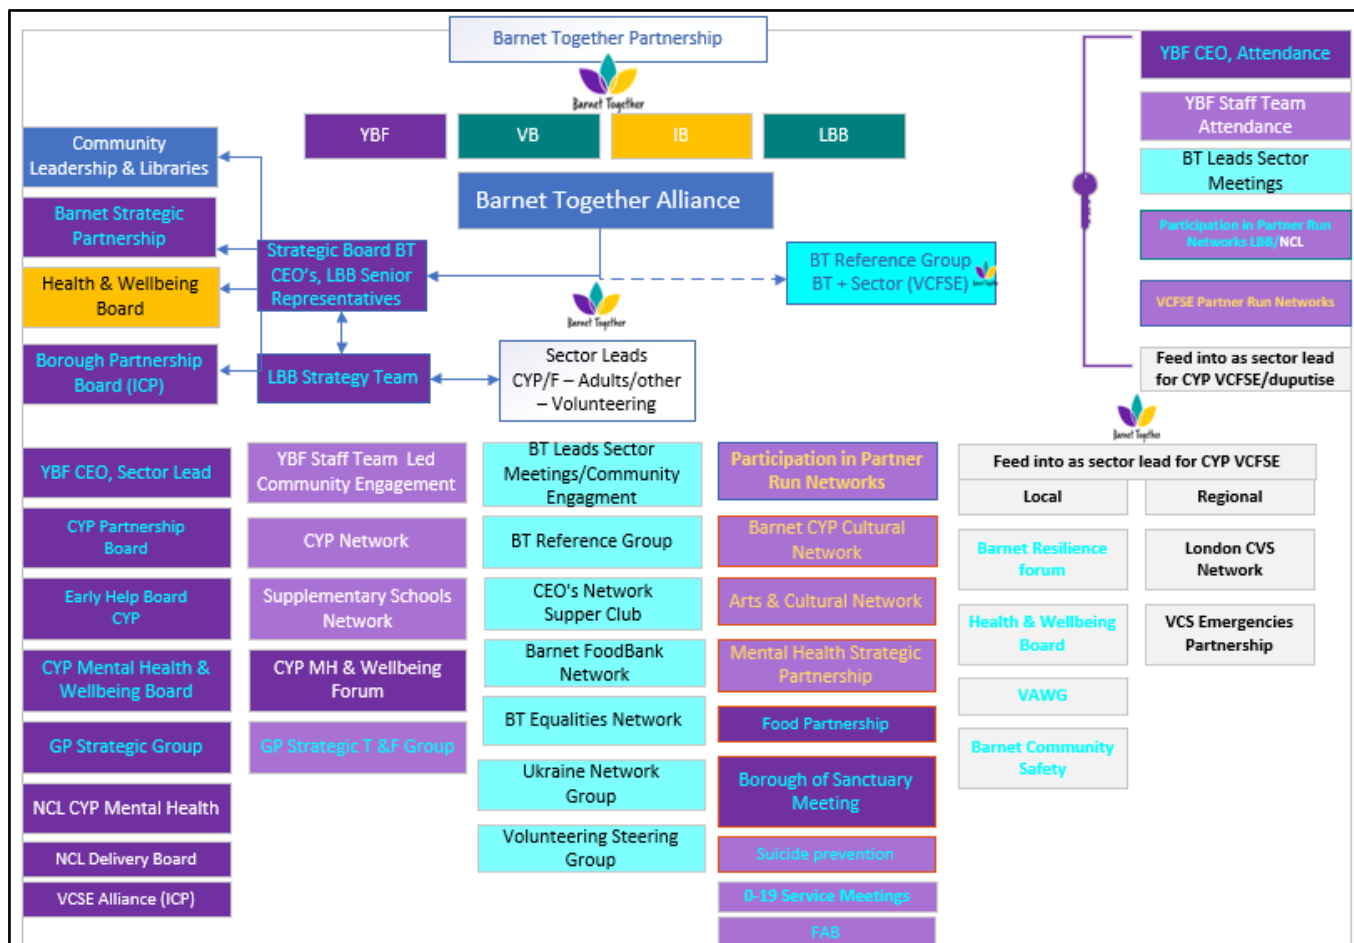 Barnet Together Partnership
Barnet Together
YBF
VB
IB
LBB
Community
Leadership & Libraries
Barnet Together Alliance
Barnet Strategic
Partnership
Strategic Board BT
CEO's, LBB Senior
Representatives
Health & Wellbeing
Board
BT Reference Group
BT + Sector (VCFSE)
Barnet Together
Borough Partnership
Board (ICP)
LBB Strategy Team
Sector Leads
CYP/F – Adults/other
– Volunteering
YBF CEO, Attendance
YBF Staff Team
Attendance
BT Leads Sector
Meetings
Participation in Partner Run
Networks LBB/NCL
VCFSE Partner Run Networks
Feed into as sector lead
for CYP VCFSE/duputise
Barnet Together
YBF CEO, Sector Lead
CYP Partnership
Board
Early Help Board
CYP
CYP Mental Health &
Wellbeing Board
GP Strategic Group
NCL CYP Mental Health
NCL Delivery Board
VCSE Alliance (ICP)
YBF Staff Team Led
Community Engagement
CYP Network
Supplementary Schools
Network
CYP MH & Wellbeing
Forum
GP Strategic T &F Group
BT Leads Sector
Meetings/Community
Engagment
BT Reference Group
CEO's Network
Supper Club
Barnet FoodBank
Network
BT Equalities Network
Ukraine Network
Group
Volunteering Steering
Group
Participation in Partner
Run Networks
Barnet CYP Cultural
Network
Arts & Cultural Network
Mental Health Strategic
Partnership
Food Partnership
Borough of Sanctuary
Meeting
Suicide prevention
0-19 Service Meetings
FAB
Feed into as sector lead for CYP VCFSE
Local
Regional
Barnet Resilience
forum
Health & Wellbeing
Board
VAWG
Barnet Community
Safety
London CVS
Network
VCS Emergencies
Partnership